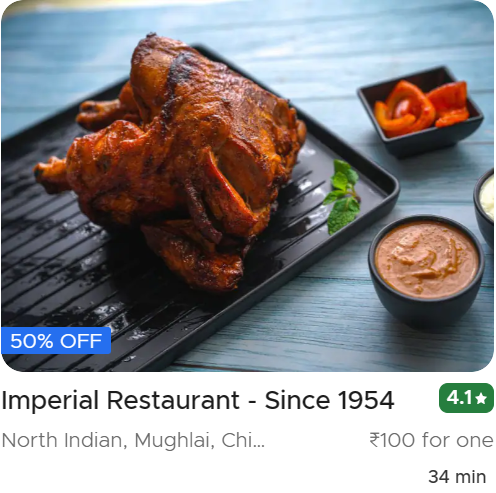 50% OFF
Imperial Restaurant - Since 1954 4.1★
North Indian, Mughlai, Chi... ₹100 for one
34 min